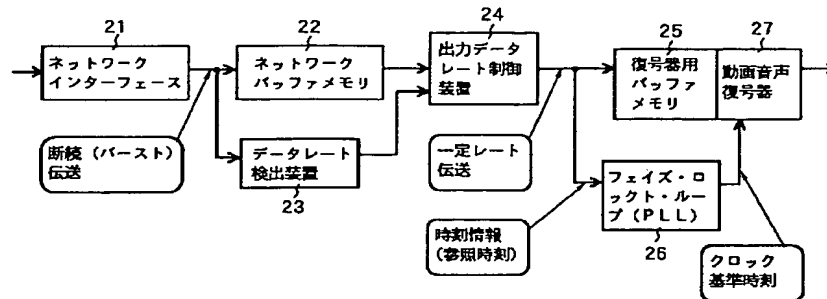 21
ネットワーク
インターフェース
22
ネットワーク
バッファメモリ
24
出力データ
レート制御
装置
25
復号器用
バッファ
メモリ
27
動画音声
復号器
断続(バースト)
伝送
データレート
検出装置
23
一定レート
伝送
フェイズ・ロ
ックト・ルー
プ(PLL)
26
時刻情報
(参照時刻)
クロック
基準時刻